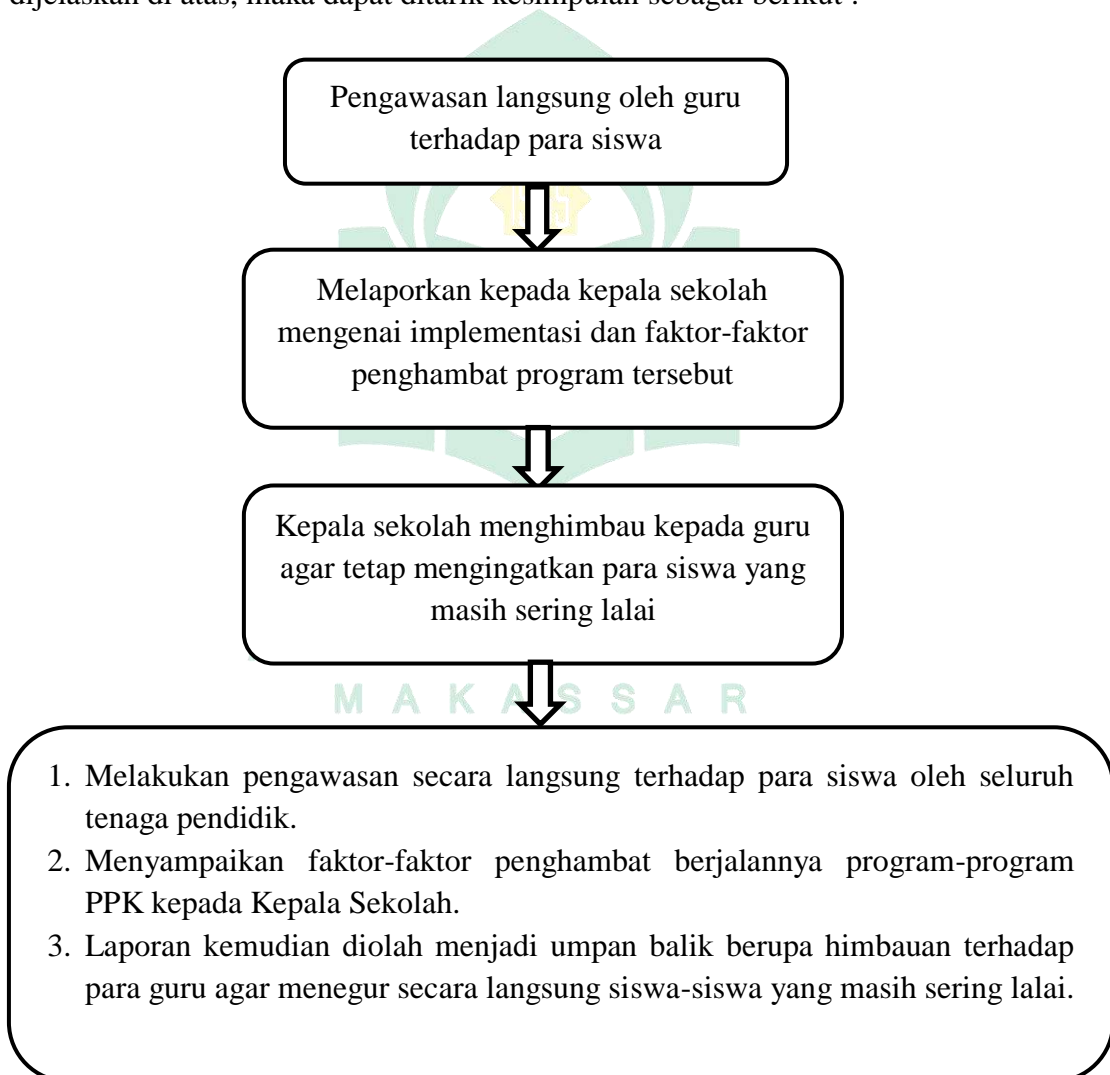 dijelaskan di atas, maka dapat ditarik kesimpulan sebagai berikut :
Pengawasan langsung oleh guru
terhadap para siswa
Melaporkan kepada kepala sekolah
mengenai implementasi dan faktor-faktor
penghambat program tersebut
Kepala sekolah menghimbau kepada guru
agar tetap mengingatkan para siswa yang
masih sering lalai
MAKASSAR
1. Melakukan pengawasan secara langsung terhadap para siswa oleh seluruh
tenaga pendidik.
2. Menyampaikan faktor-faktor penghambat berjalannya program-program
PPK kepada Kepala Sekolah.
3. Laporan kemudian diolah menjadi umpan balik berupa himbauan terhadap
para guru agar menegur secara langsung siswa-siswa yang masih sering lalai.